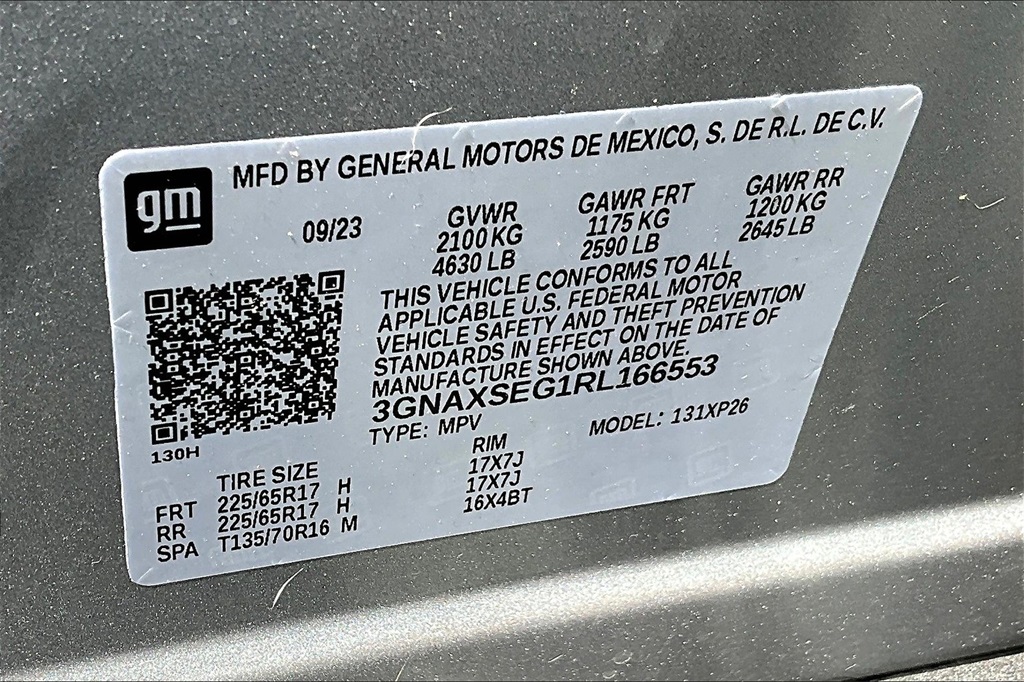 gm
MFD BY GENERAL MOTORS DE MEXICO, S. DE R.L. DE C.V.
09/23 GVWR GAWR FRT GAWR RR
2100 KG 1175 KG 1200 KG
4630 LB 2590 LB 2645 LB
THIS VEHICLE CONFORMS TO ALL
APPLICABLE U.S. FEDERAL MOTOR
VEHICLE SAFETY AND THEFT PREVENTION
STANDARDS IN EFFECT ON THE DATE OF
MANUFACTURE SHOWN ABOVE.
3GNAXSEG1RL166553
TYPE: MPV MODEL: 131XP26
130H
TIRE SIZE RIM
FRT 225/65R17 H 17X7J
RR 225/65R17 H 17X7J
SPA T135/70R16 M 16X4BT